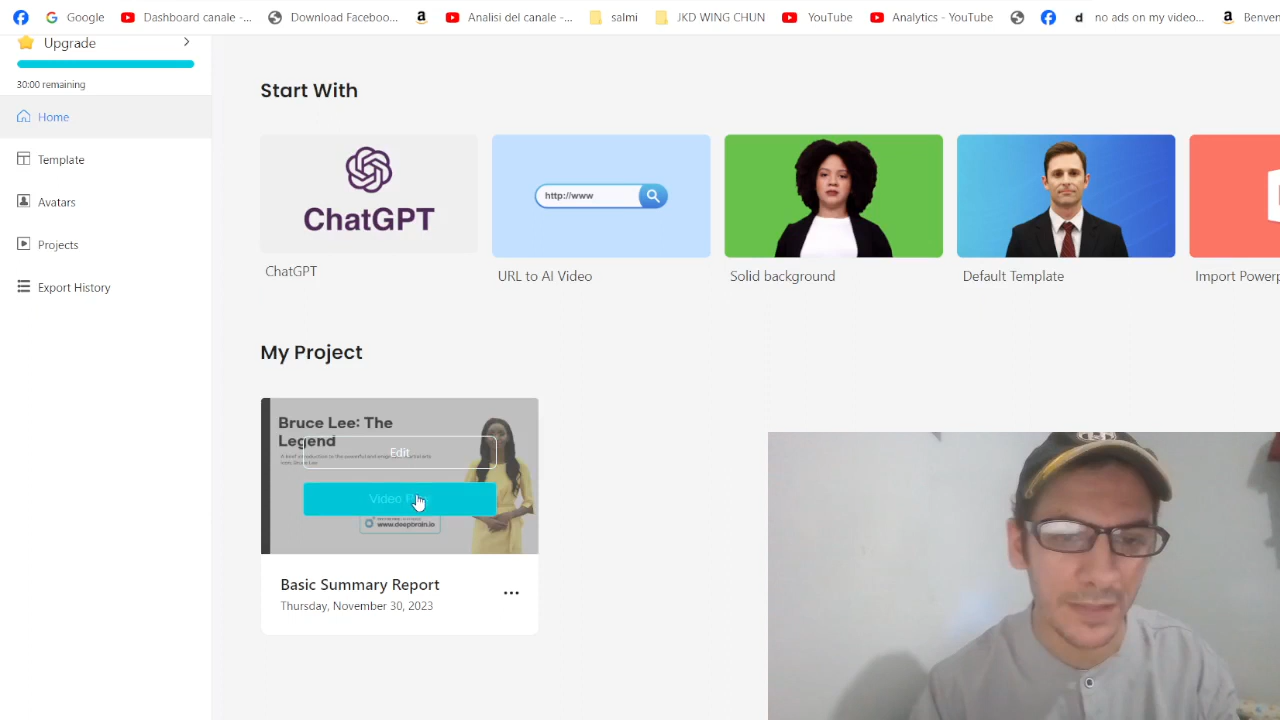 Google
Dashboard canale -...
Download Faceboo...
Analisi del canale -...
salmi
JKD WING CHUN
YouTube
Analytics - YouTube
no ads on my video...
Benven
Upgrade
30:00 remaining
Home
Template
Avatars
Projects
Export History
Start With
ChatGPT
http://www
ChatGPT
URL to AI Video
Solid background
Default Template
Import Powerp
My Project
Bruce Lee: The
Legend
Edit
Video
www.deepbrain.io
Basic Summary Report
Thursday, November 30, 2023